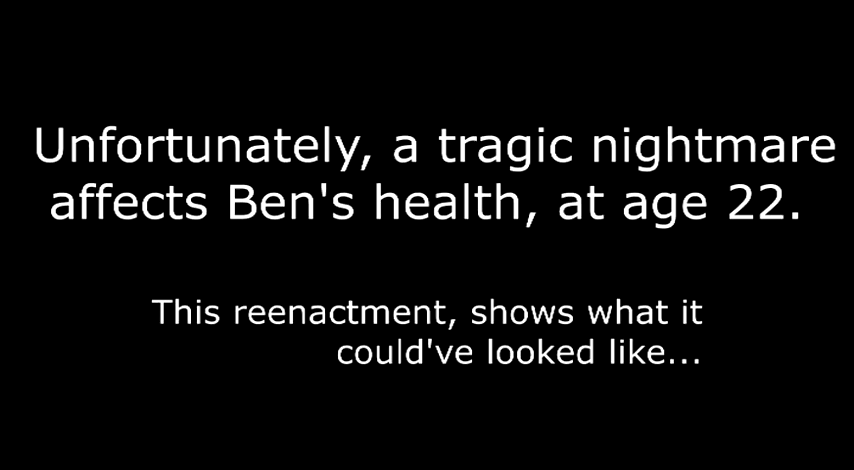 Unfortunately, a tragic nightmare
affects Ben's health, at age 22.
This reenactment, shows what it
could've looked like...